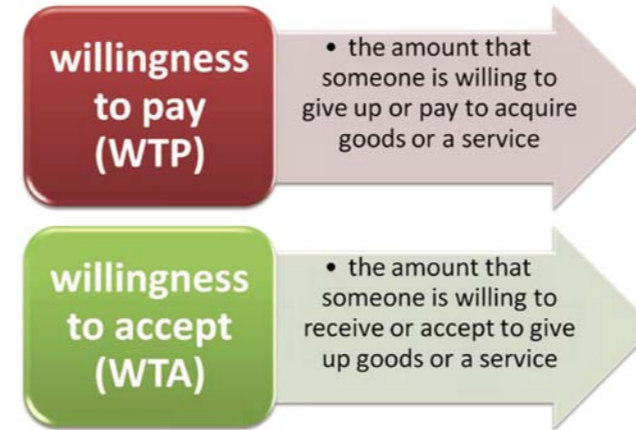 willingness
to pay
(WTP)
• the amount that
someone is willing to
give up or pay to acquire
goods or a service
willingness
to accept
(WTA)
• the amount that
someone is willing to
receive or accept to give
up goods or a service